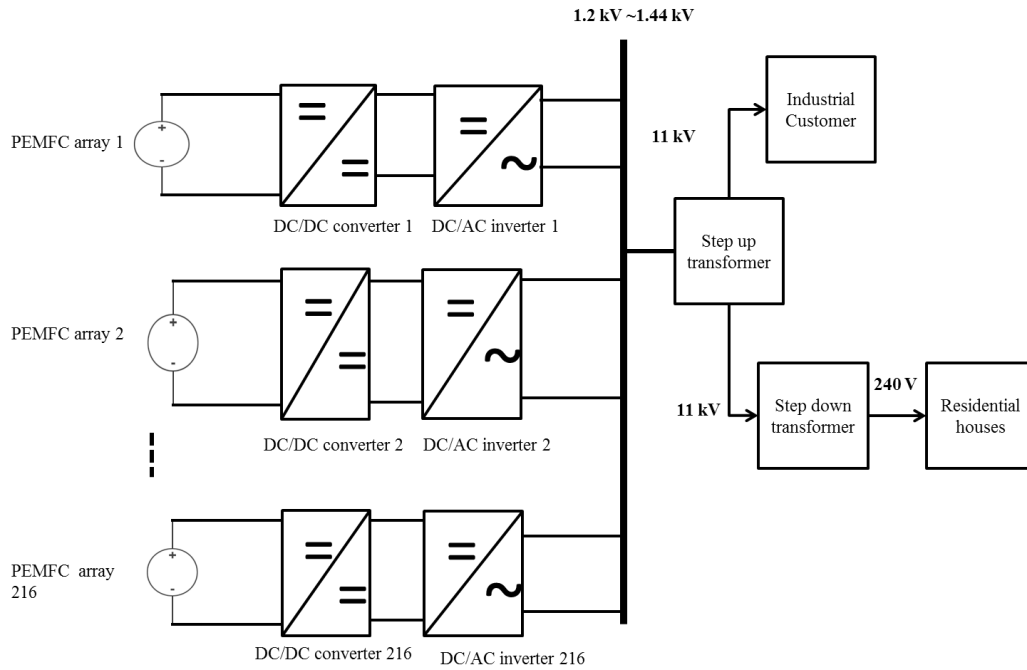 1.2 kV ~1.44 kV
PEMFC array 1
+
-
=
=
=
~
DC/DC converter 1
DC/AC inverter 1
11 kV
Industrial
Customer
Step up
transformer
PEMFC array 2
+
-
=
=
=
~
DC/DC converter 2
DC/AC inverter 2
11 kV
Step down
transformer
240 V
Residential
houses
PEMFC array
216
+
-
=
=
=
~
DC/DC converter 216
DC/AC inverter 216